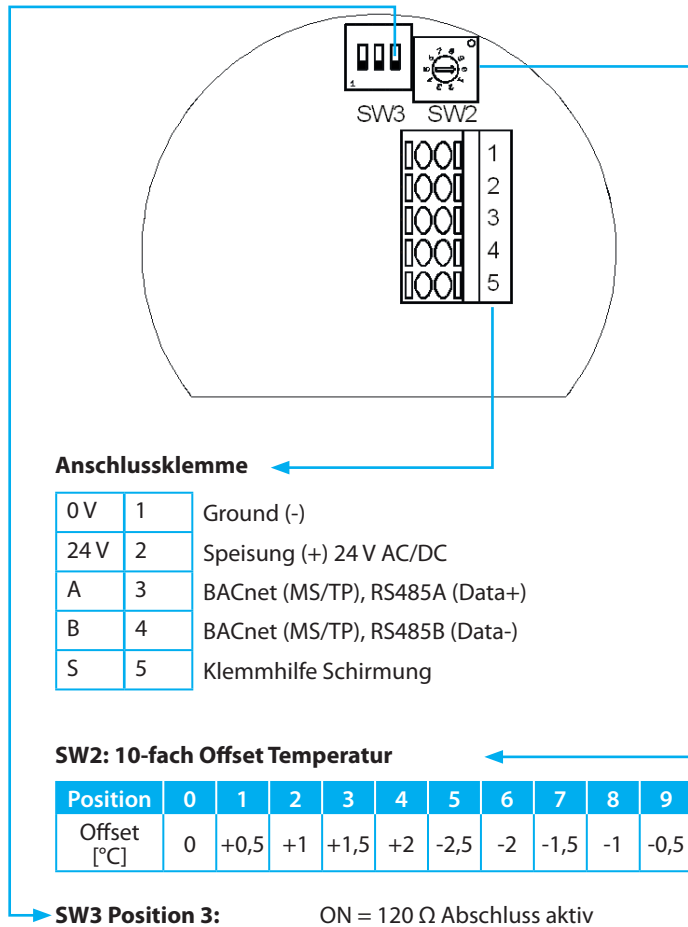 1
SW3 SW2
1
2
3
4
5
Anschlussklemme
0 V 1 Ground (-)
24 V 2 Speisung (+) 24 V AC/DC
A 3 BACnet (MS/TP), RS485A (Data+)
B 4 BACnet (MS/TP), RS485B (Data-)
S 5 Klemmhilfe Schirmung
SW2: 10-fach Offset Temperatur
Position 0 1 2 3 4 5 6 7 8 9
Offset [°C] 0 +0,5 +1 +1,5 +2 -2,5 -2 -1,5 -1 -0,5
SW3 Position 3: ON = 120 Ω Abschluss aktiv